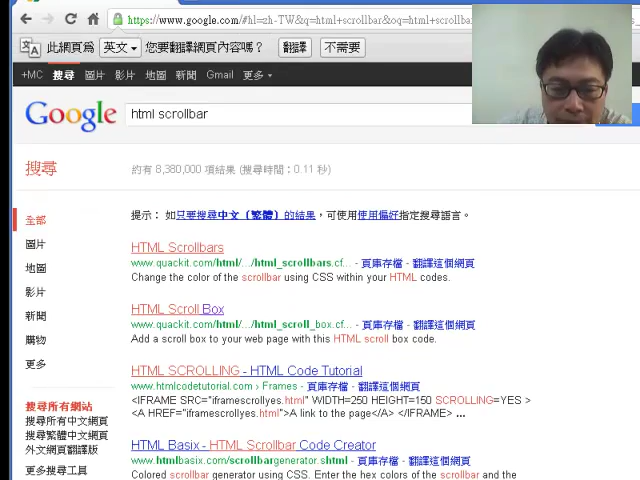 https://www.google.com/#hl=zh-TW&q=html+scrollbar&oq=html+scrollba
此網頁為 英文 您要翻譯網頁內容嗎？ 翻譯 不需要
+MC 搜尋 圖片 影片 地圖 新聞 Gmail 更多
Google html scrollbar
搜尋 約有 8,380,000 項結果 (搜尋時間：0.11 秒)
全部
圖片
地圖
影片
新聞
購物
更多
搜尋所有網站
搜尋所有中文網頁
搜尋繁體中文網頁
外文網頁翻譯版
更多搜尋工具
提示： 如只要搜尋中文（繁體）的結果，可使用使用偏好指定搜尋語言。
HTML Scrollbars
www.quackit.com/html/.../html_scrollbars.cf... - 頁庫存檔 - 翻譯這個網頁
Change the color of the scrollbar using CSS within your HTML codes.
HTML Scroll Box
www.quackit.com/html/.../html_scroll_box.cf... - 頁庫存檔 - 翻譯這個網頁
Add a scroll box to your web page with this HTML scroll box code.
HTML SCROLLING - HTML Code Tutorial
www.htmlcodetutorial.com › Frames - 頁庫存檔 - 翻譯這個網頁
<IFRAME SRC="iframescrollyes.html" WIDTH=250 HEIGHT=150 SCROLLING=YES >
<A HREF="iframescrollyes.html">A link to the page</A> </IFRAME> ...
HTML Basix - HTML Scrollbar Code Creator
www.htmlbasix.com/scrollbargenerator.shtml - 頁庫存檔 - 翻譯這個網頁
Colored scrollbar generator using CSS. Enter the hex colors of the scrollbar and the